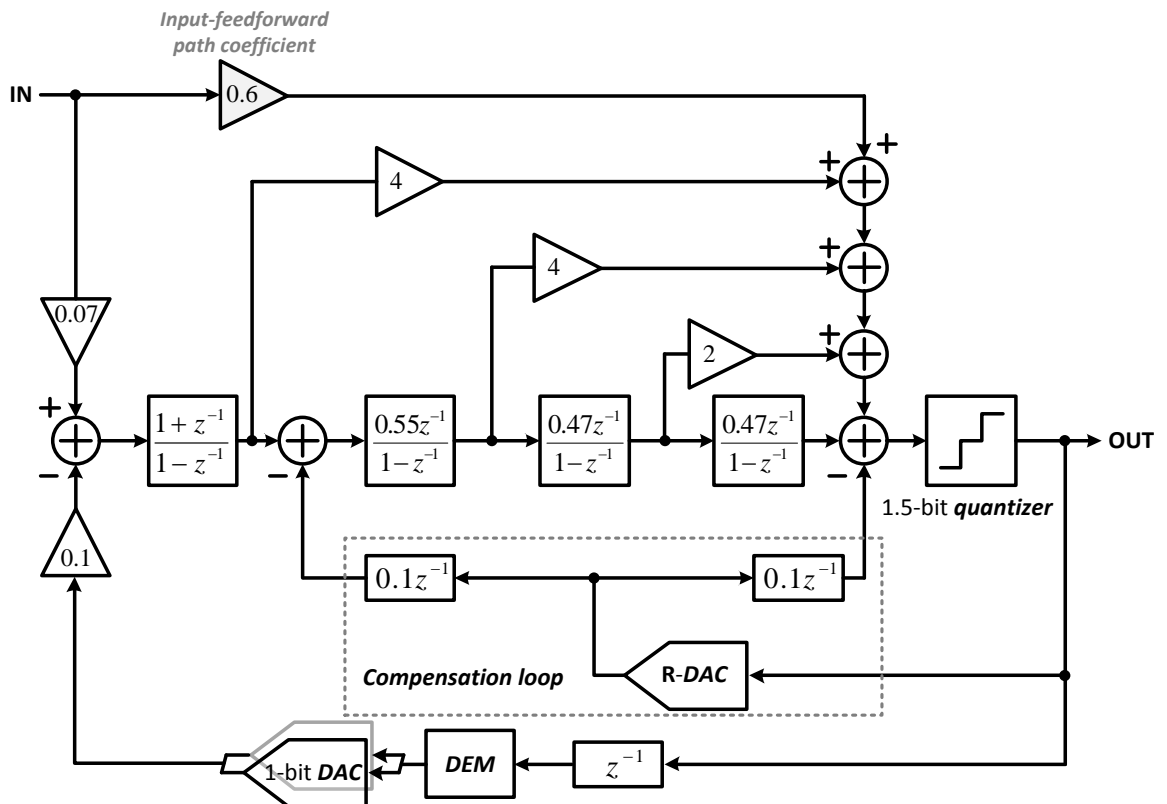 Input-feedforward
path coefficient
IN
0.6
+
+
4
+
4
+
2
0.07
+
−
1 + z⁻¹
1 − z⁻¹
−
0.55z⁻¹
1 − z⁻¹
0.47z⁻¹
1 − z⁻¹
0.47z⁻¹
1 − z⁻¹
−
OUT
1.5-bit quantizer
0.1
0.1z⁻¹
0.1z⁻¹
Compensation loop
R-DAC
1-bit DAC
DEM
z⁻¹